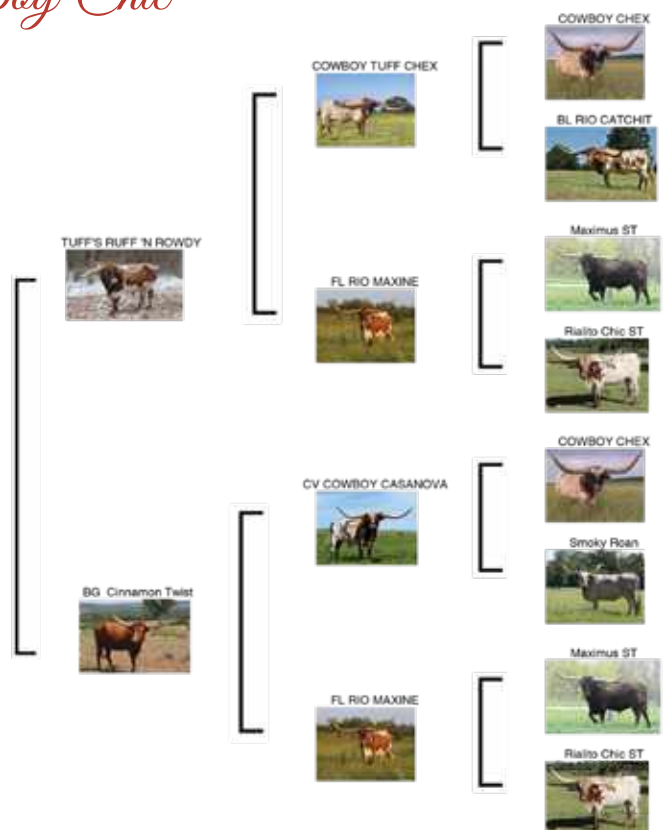 Chic
COWBOY CHEX
COWBOY TUFF CHEX
BL RIO CATCHIT
Maximus ST
TUFF'S RUFF 'N ROWDY
FL RIO MAXINE
Rialto Chic ST
COWBOY CHEX
CV COWBOY CASANOVA
Smoky Roan
BG Cinnamon Twist
Maximus ST
FL RIO MAXINE
Rialto Chic ST